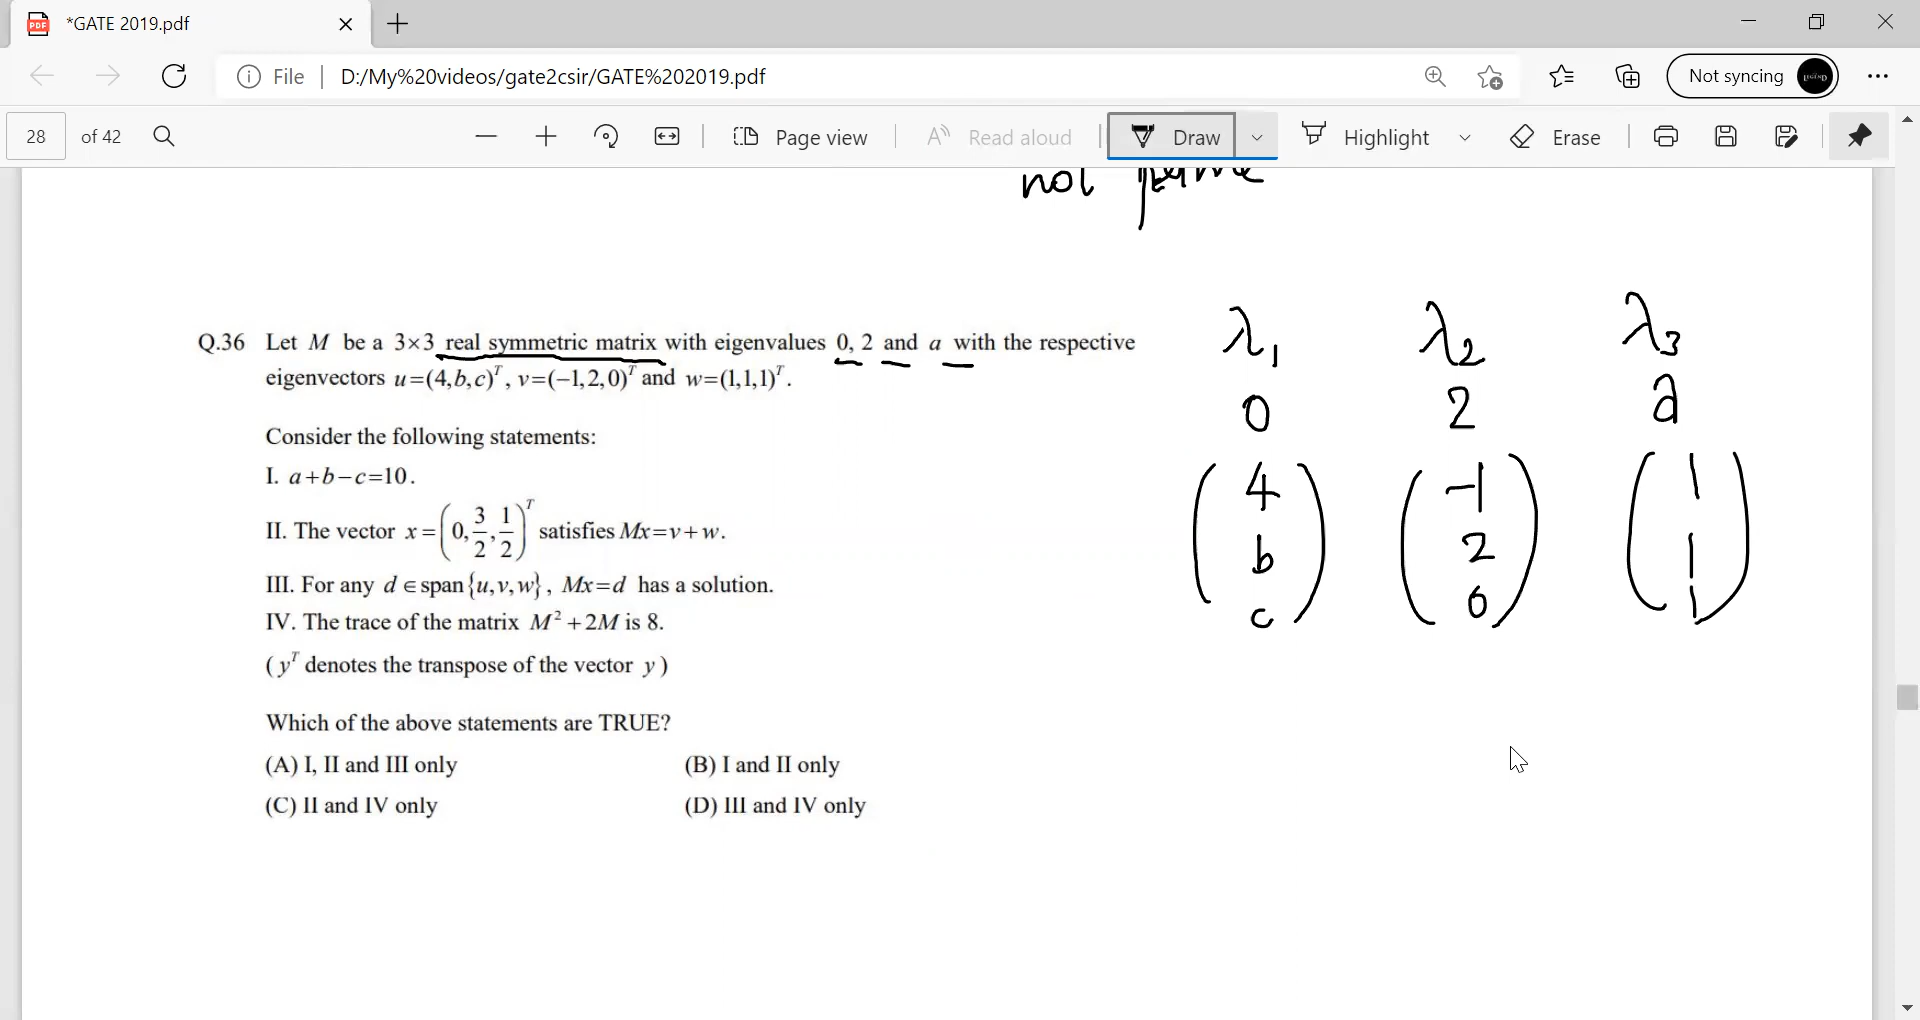 *GATE 2019.pdf
File | D:/My%20videos/gate2csir/GATE%202019.pdf
Not syncing
28 of 42
Page view
Read aloud
Draw
Highlight
Erase
not
Q.36 Let M be a 3×3 real symmetric matrix with eigenvalues 0, 2 and a with the respective
eigenvectors u=(4,b,c)ᵀ, v=(−1,2,0)ᵀ and w=(1,1,1)ᵀ.
Consider the following statements:
I. a+b−c=10.
II. The vector x=(0,3/2,1/2)ᵀ satisfies Mx=v+w.
III. For any d∈span{u,v,w}, Mx=d has a solution.
IV. The trace of the matrix M²+2M is 8.
(yᵀ denotes the transpose of the vector y)
Which of the above statements are TRUE?
(A) I, II and III only
(B) I and II only
(C) II and IV only
(D) III and IV only
λ₁ λ₂ λ₃
0 2 a
4 −1 1
b 2 1
c 0 1